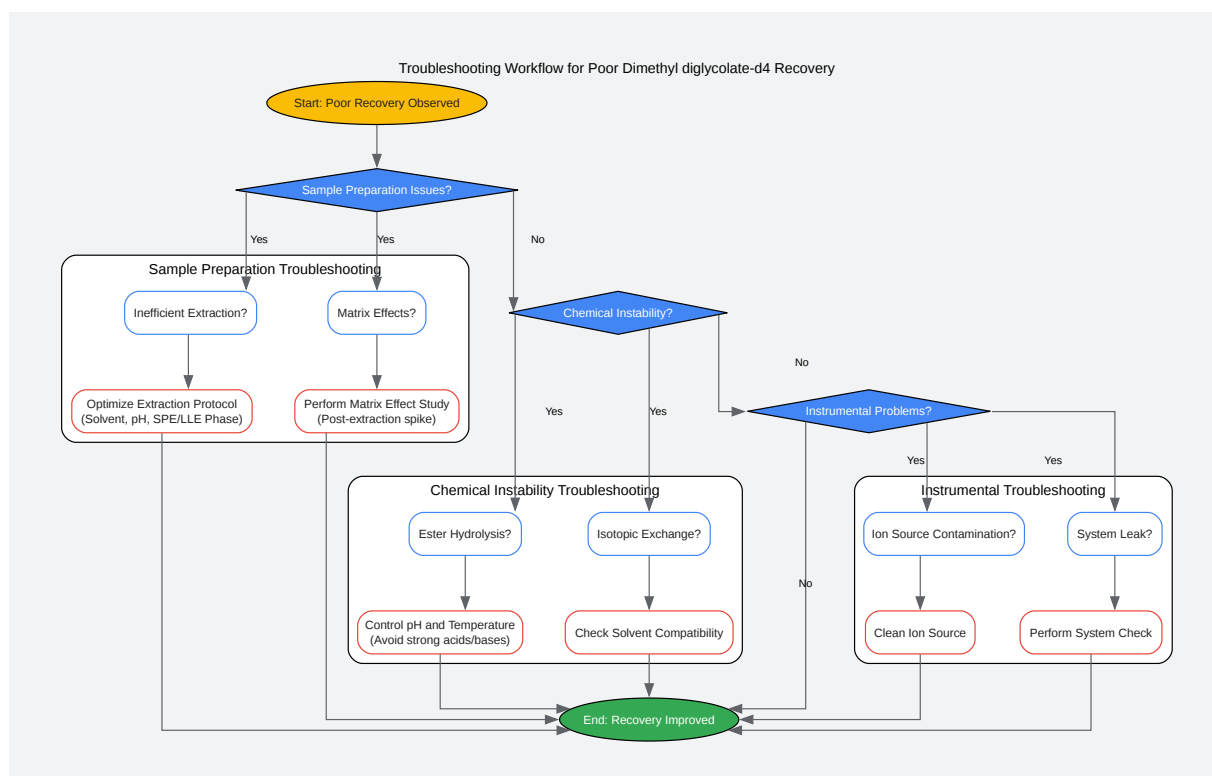 Troubleshooting Workflow for Poor Dimethyl diglycolate-d4 Recovery
Start: Poor Recovery Observed
Sample Preparation Issues?
Yes
Yes
No
Sample Preparation Troubleshooting
Inefficient Extraction?
Matrix Effects?
Chemical Instability?
No
Optimize Extraction Protocol
(Solvent, pH, SPE/LLE Phase)
Perform Matrix Effect Study
(Post-extraction spike)
Yes
Yes
Instrumental Problems?
Yes
Yes
Chemical Instability Troubleshooting
Instrumental Troubleshooting
Ester Hydrolysis?
Isotopic Exchange?
Ion Source Contamination?
System Leak?
No
Control pH and Temperature
(Avoid strong acids/bases)
Check Solvent Compatibility
Clean Ion Source
Perform System Check
End: Recovery Improved